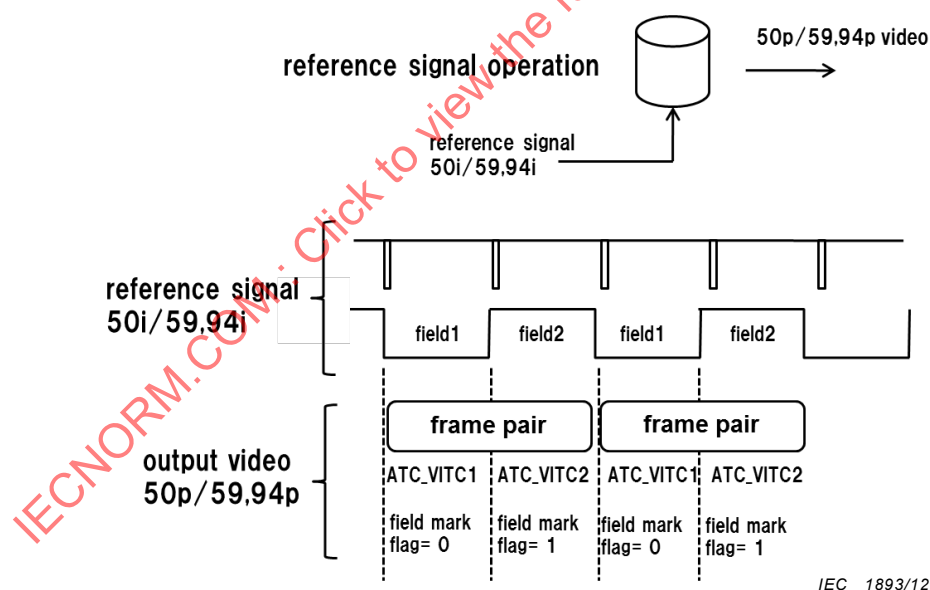 50p/59,94p video
reference signal operation
reference signal
50i/59,94i
reference signal
50i/59,94i
field1 field2 field1 field2
frame pair frame pair
output video
50p/59,94p
ATC_VITC1 ATC_VITC2 ATC_VITC1 ATC_VITC2
field mark field mark field mark field mark
flag= 0 flag= 1 flag= 0 flag= 1
IEC 1893/12
IECNORM.COM: Click to view the